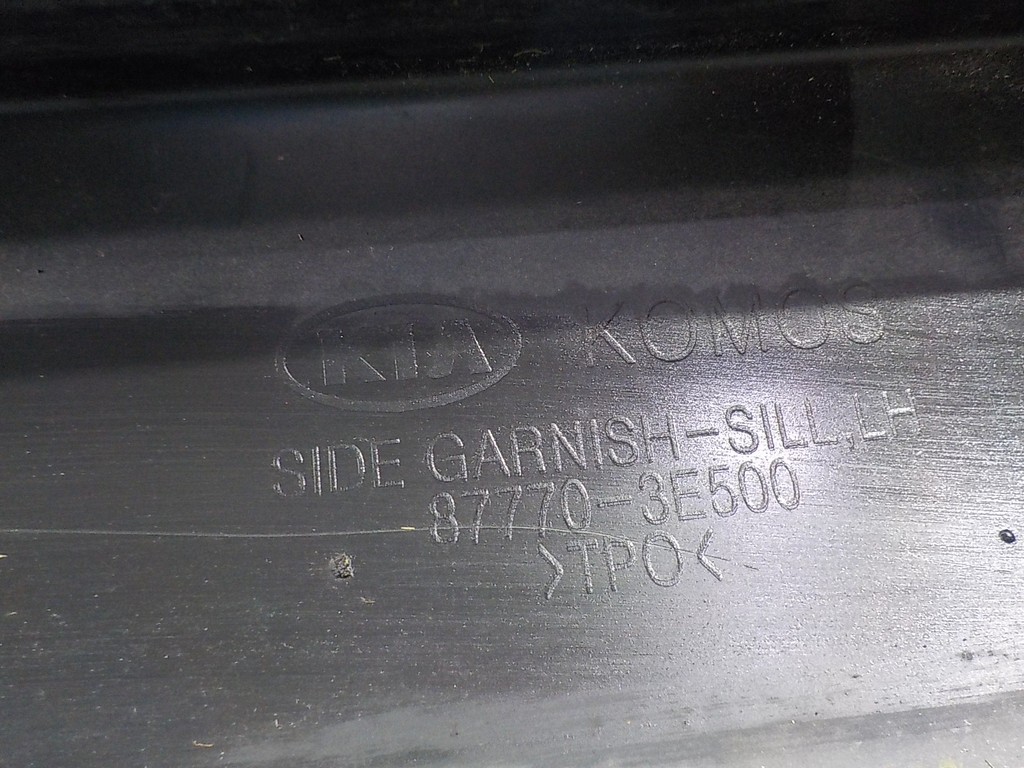 KIA KOMOS
SIDE GARNISH-SILL,LH
87770-3E500
>TPO<